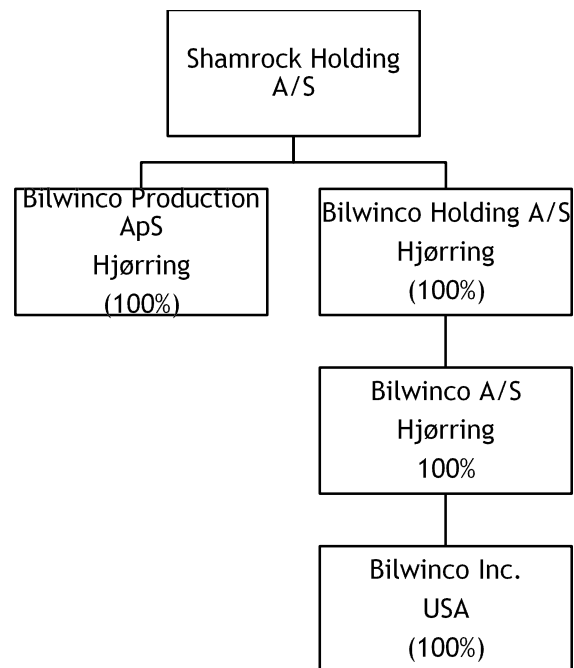 Shamrock Holding
A/S
Bilwinco Production
ApS
Hjørring
(100%)
Bilwinco Holding A/S
Hjørring
(100%)
Bilwinco A/S
Hjørring
100%
Bilwinco Inc.
USA
(100%)